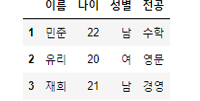 이름 나이 성별 전공
1 민준 22 남 수학
2 유리 20 여 영문
3 재희 21 남 경영